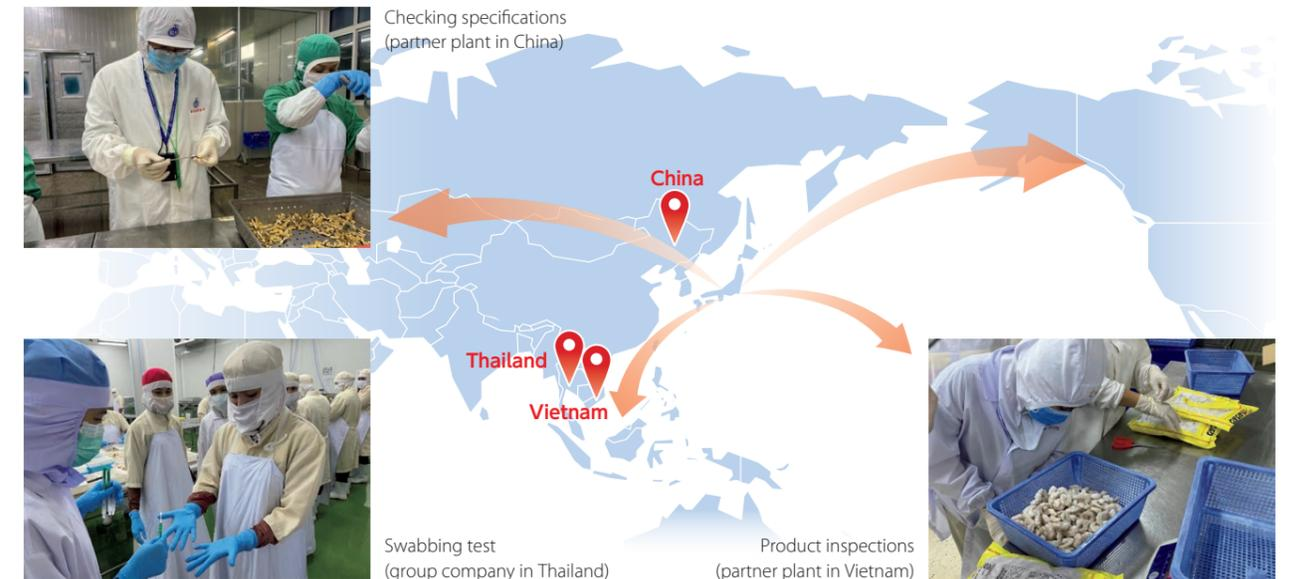 Checking specifications
(partner plant in China)
China
Thailand
Vietnam
Swabbing test
(group company in Thailand)
Product inspections
(partner plant in Vietnam)